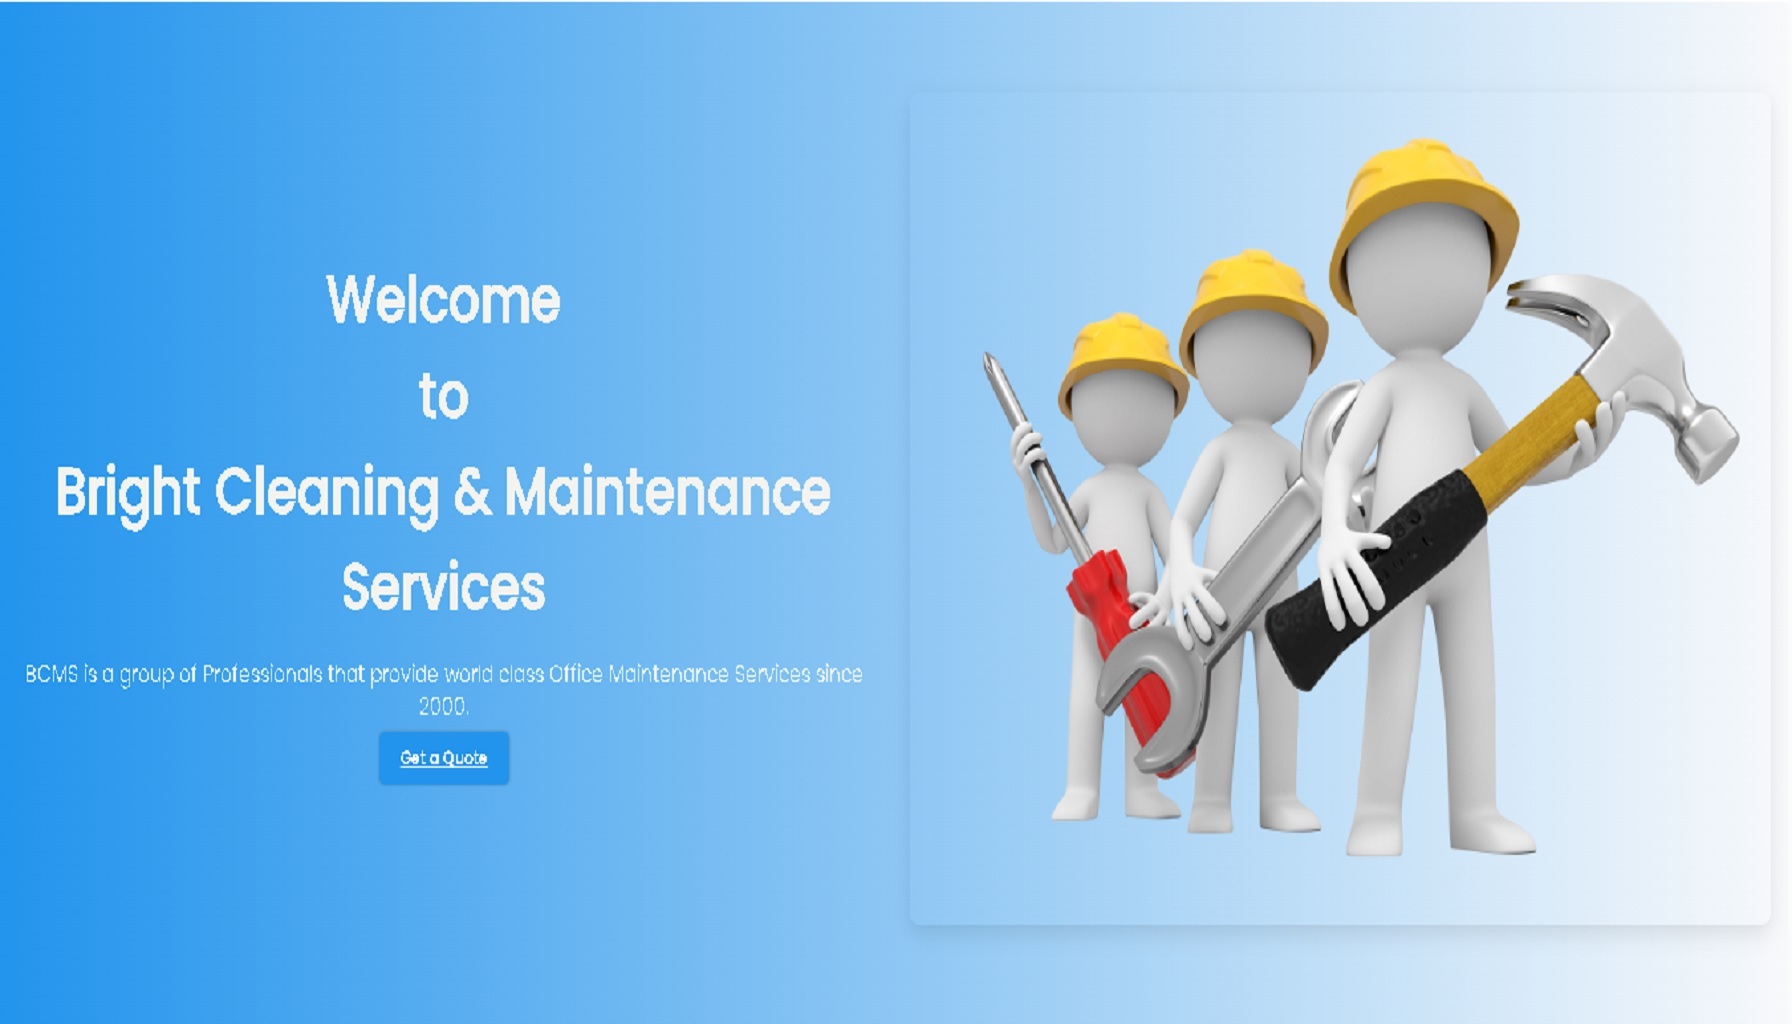 Welcome
to
Bright Cleaning & Maintenance
Services
BCMS is a group of Professionals that provide world class Office Maintenance Services since
2000.
Get a Quote